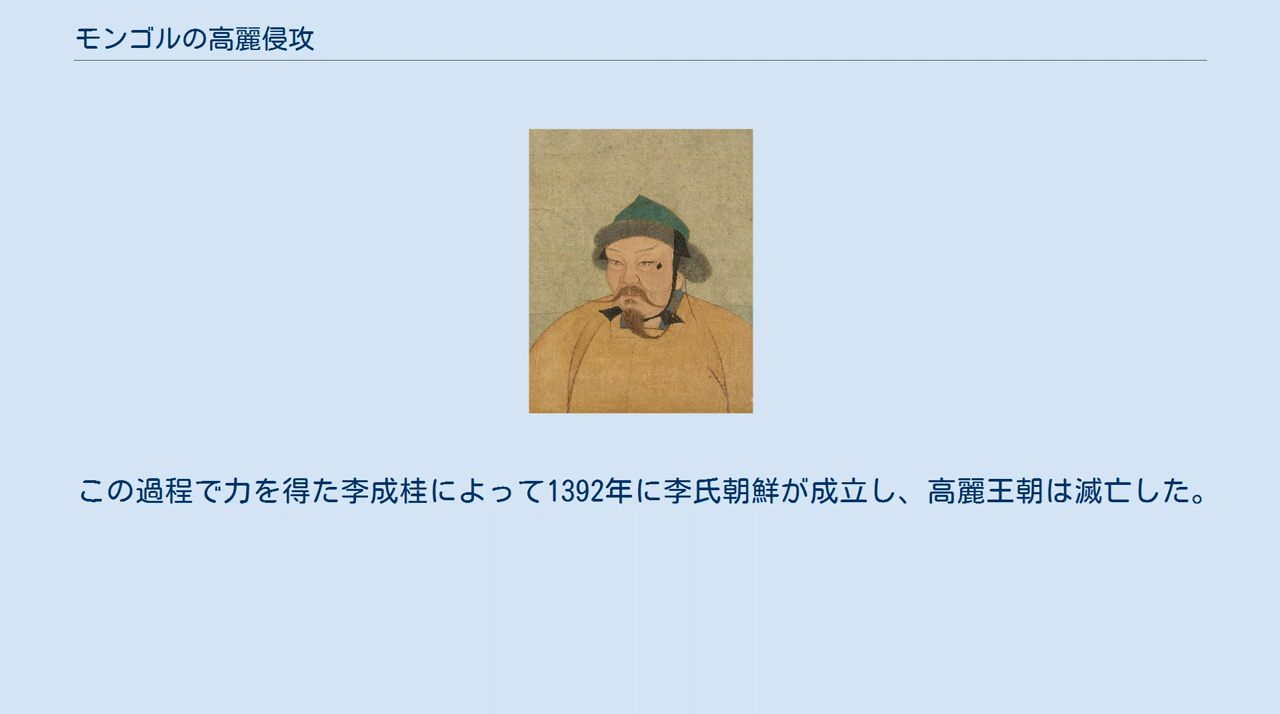 モンゴルの高麗侵攻
この過程で力を得た李成桂によって1392年に李氏朝鮮が成立し、高麗王朝は滅亡した。